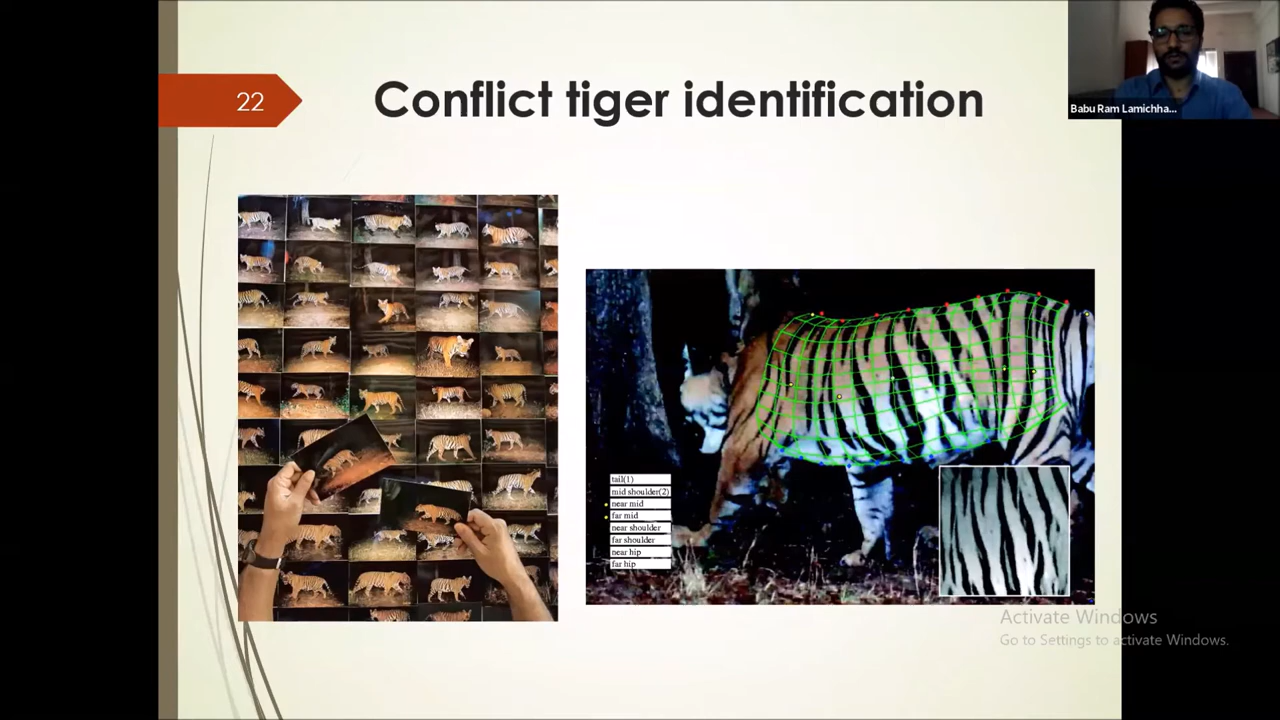 22
Conflict tiger identification
Babu Ram Lamichha...
tail(1)
mid shoulder(2)
near mid
far mid
near shoulder
far shoulder
near hip
far hip
Activate Windows
Go to Settings to activate Windows.